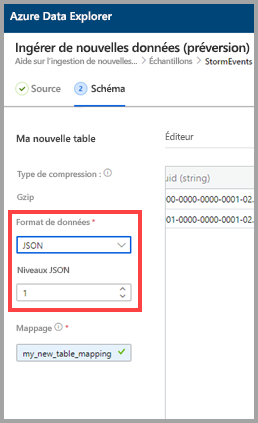 Azure Data Explorer
Ingérer de nouvelles données (préversion)
Aide sur l'ingestion de nouvelles... > Échantillons > StormEvents
Source 2 Schéma
Ma nouvelle table
Éditeur
Type de compression :
uid (string)
Gzip
00-0000-0000-0001-02.
01-0000-0000-0001-02.
Format de données *
JSON
Niveaux JSON
1
Mappage *
my_new_table_mapping